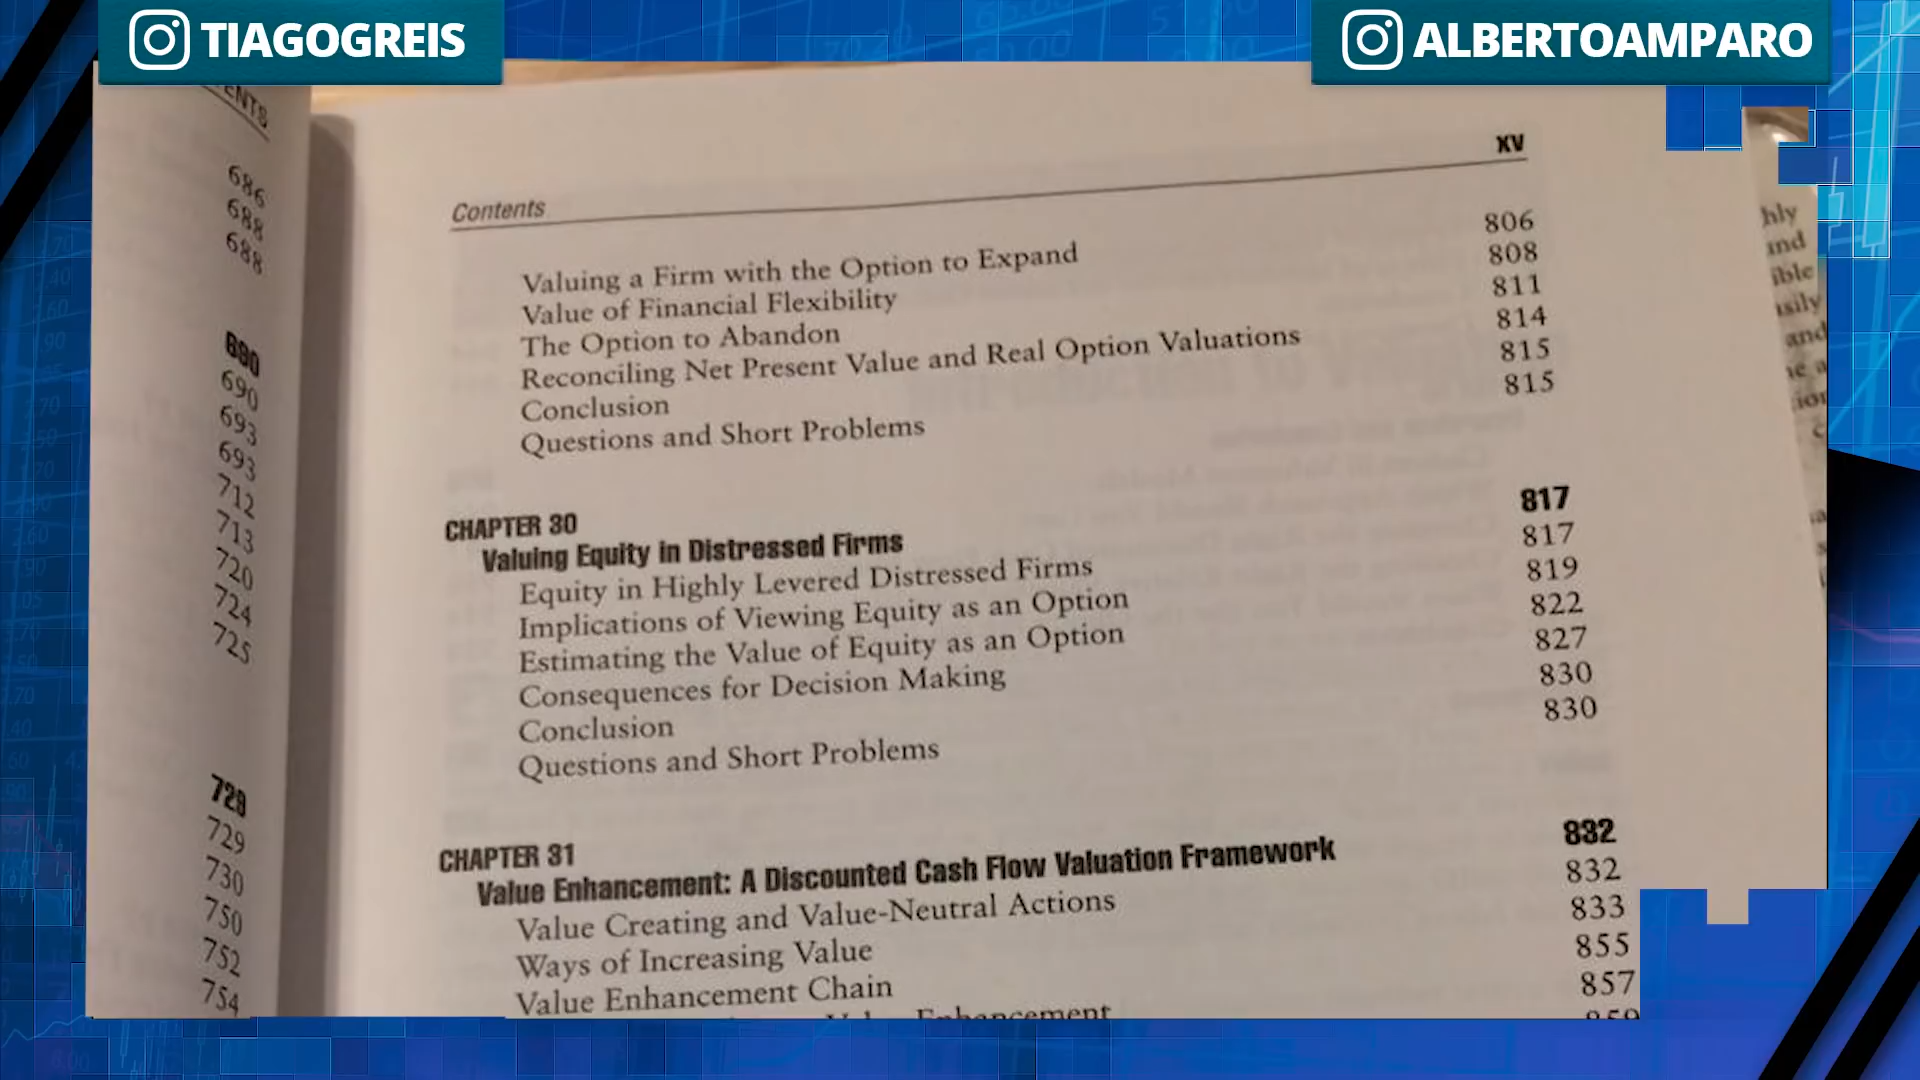 TIAGOGREIS
ALBERTOAMPARO
686
688
688
690
690
693
693
712
713
720
724
725
729
729
730
750
752
754
Contents XV
Valuing a Firm with the Option to Expand 806
Value of Financial Flexibility 808
The Option to Abandon 811
Reconciling Net Present Value and Real Option Valuations 814
Conclusion 815
Questions and Short Problems 815
CHAPTER 30
Valuing Equity in Distressed Firms 817
Equity in Highly Levered Distressed Firms 817
Implications of Viewing Equity as an Option 819
Estimating the Value of Equity as an Option 822
Consequences for Decision Making 827
Conclusion 830
Questions and Short Problems 830
CHAPTER 31
Value Enhancement: A Discounted Cash Flow Valuation Framework 832
Value Creating and Value-Neutral Actions 832
Ways of Increasing Value 833
Value Enhancement Chain 855
Enhancement 857
and